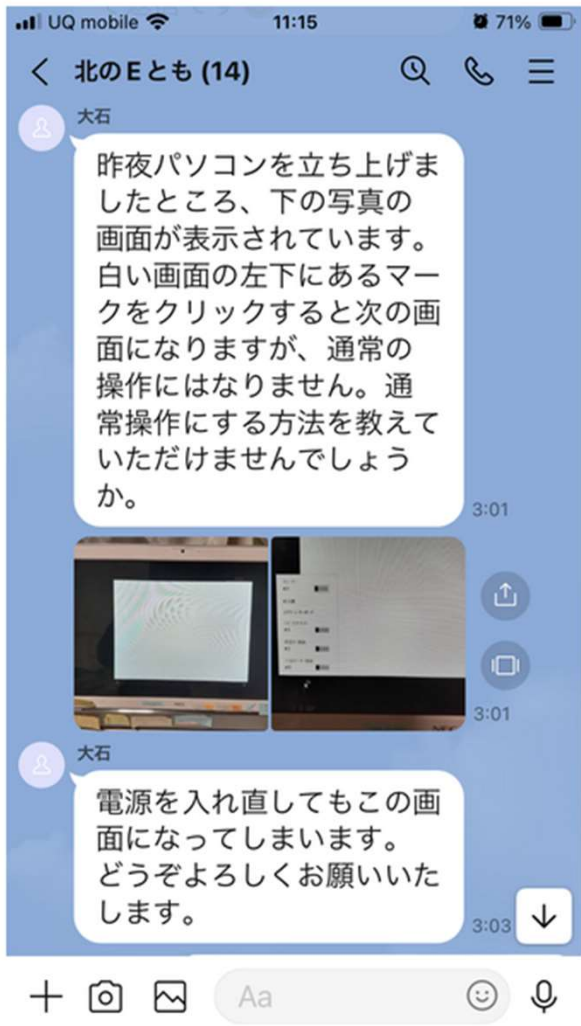 UQ mobile 11:15 71%
北のEとも (14)
大石
昨夜パソコンを立ち上げま
したところ、下の写真の
画面が表示されています。
白い画面の左下にあるマー
クをクリックすると次の画
面になりますが、通常の
操作にはなりません。通
常操作にする方法を教えて
いただけませんでしょう
か。
3:01
3:01
大石
電源を入れ直してもこの画
面になってしまいます。
どうぞよろしくお願いいた
します。
3:03
Aa